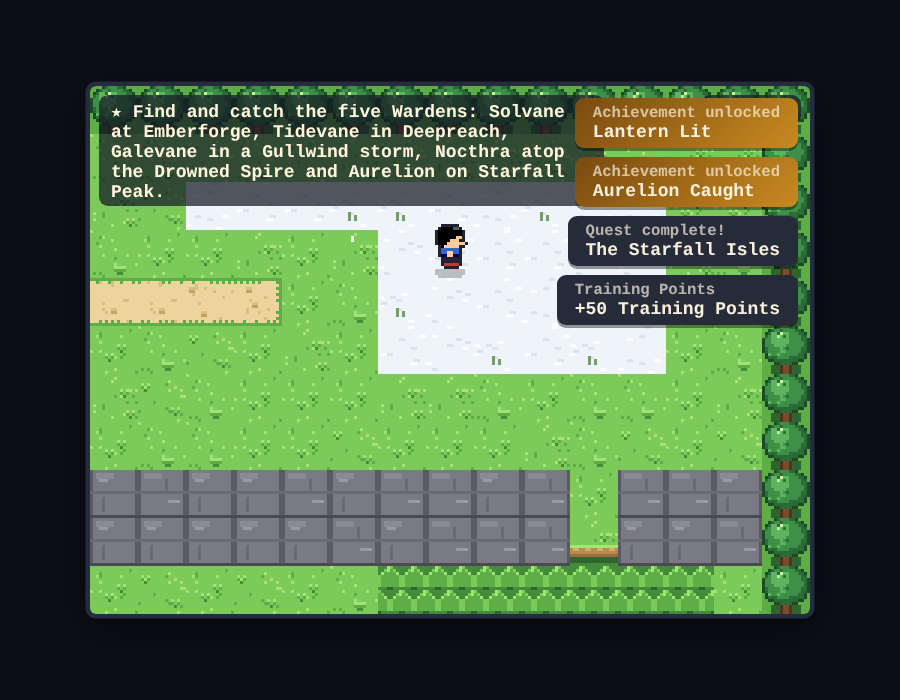 ★ Find and catch the five Wardens: Solvane
at Emberforge, Tidevane in Deepreach,
Galevane in a Gullwind storm, Nocthra atop
the Drowned Spire and Aurelion on Starfall
Peak.
Achievement unlocked
Lantern Lit
Achievement unlocked
Aurelion Caught
Quest complete!
The Starfall Isles
Training Points
+50 Training Points